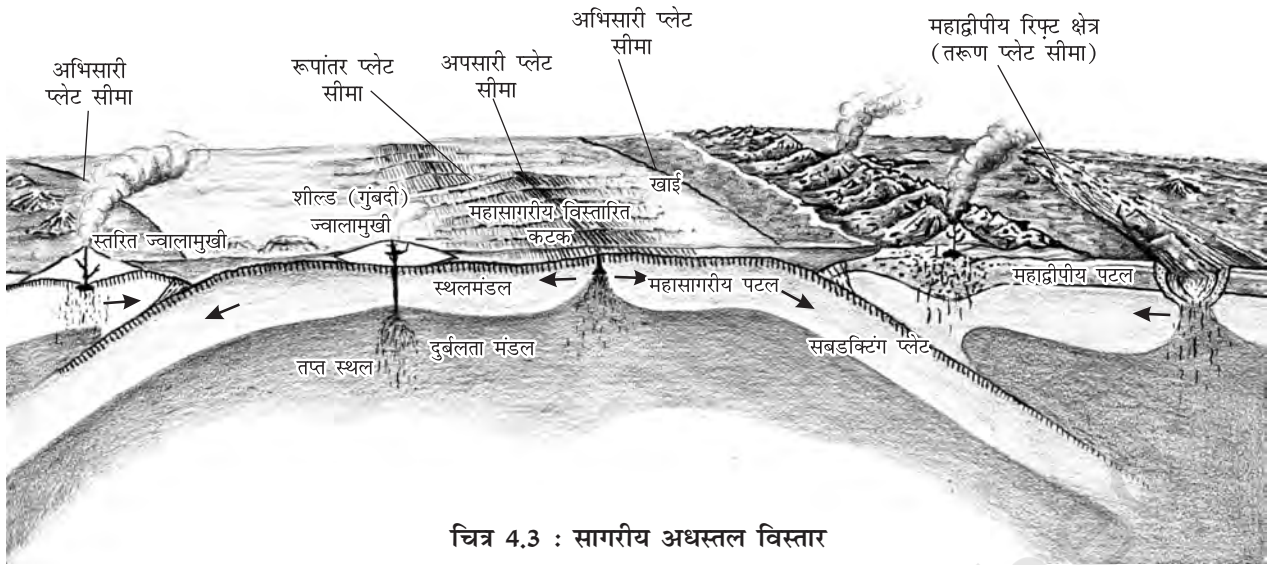 अभिसारी
प्लेट सीमा
रूपांतर प्लेट
सीमा
अपसारी प्लेट
सीमा
अभिसारी प्लेट
सीमा
महाद्वीपीय रिफ़्ट क्षेत्र
(तरूण प्लेट सीमा)
स्तरित ज्वालामुखी
शील्ड (गुंबदी)
ज्वालामुखी
महासागरीय विस्तारित
कटक
खाई
स्थलमंडल
महासागरीय पटल
महाद्वीपीय पटल
तप्त स्थल
दुर्बलता मंडल
सबडक्टिंग प्लेट
चित्र 4.3 : सागरीय अधस्तल विस्तार